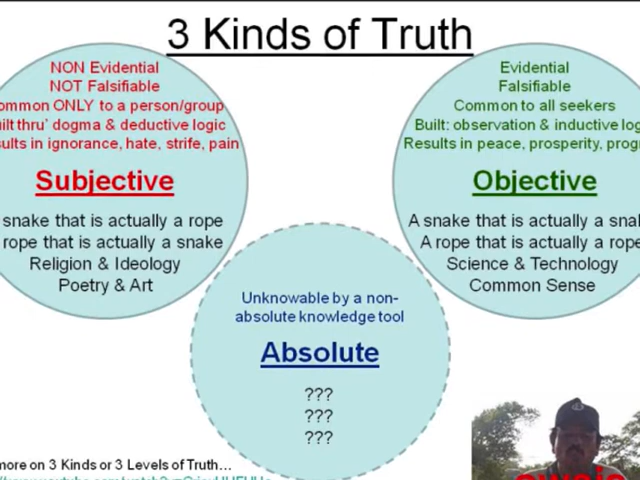 3 Kinds of Truth
NON Evidential
NOT Falsifiable
ommon ONLY to a person/group
ilt thru' dogma & deductive logic
sults in ignorance, hate, strife, pain
Subjective
snake that is actually a rope
rope that is actually a snake
Religion & Ideology
Poetry & Art
Evidential
Falsifiable
Common to all seekers
Built: observation & inductive log
Results in peace, prosperity, progr
Objective
A snake that is actually a snak
A rope that is actually a rope
Science & Technology
Common Sense
Unknowable by a non-
absolute knowledge tool
Absolute
???
???
???
more on 3 Kinds or 3 Levels of Truth…